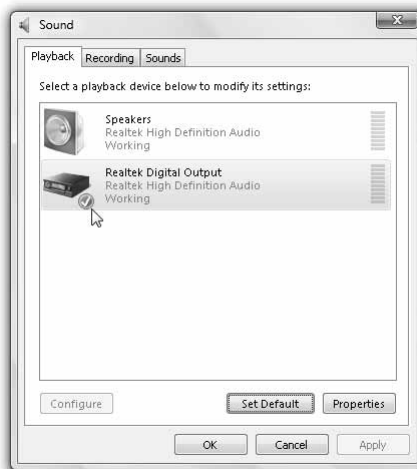 Sound
Playback Recording Sounds
Select a playback device below to modify its settings:
Speakers
Realtek High Definition Audio
Working
Realtek Digital Output
Realtek High Definition Audio
Working
Configure Set Default Properties
OK Cancel Apply